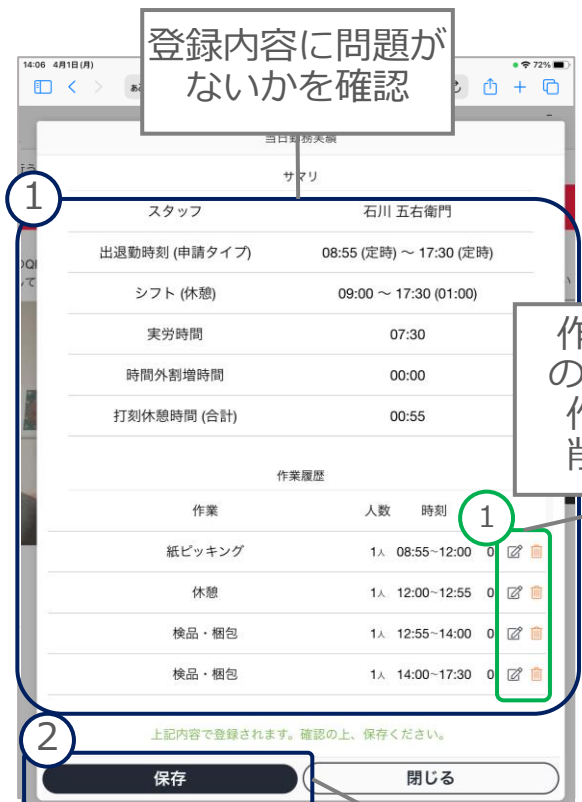 登録内容に問題が
ないかを確認
14:06 4月1日(月)
72%
当日勤務実績
サマリ
1
スタッフ 石川 五右衛門
出退勤時刻 (申請タイプ) 08:55 (定時) ～ 17:30 (定時)
シフト (休憩) 09:00 ～ 17:30 (01:00)
実労時間 07:30
時間外割増時間 00:00
打刻休憩時間 (合計) 00:55
作業履歴
作業 人数 時刻
1
紙ピッキング 1人 08:55~12:00 0
休憩 1人 12:00~12:55 0
検品・梱包 1人 12:55~14:00 0
検品・梱包 1人 14:00~17:30 0
上記内容で登録されます。確認の上、保存ください。
2
保存 閉じる